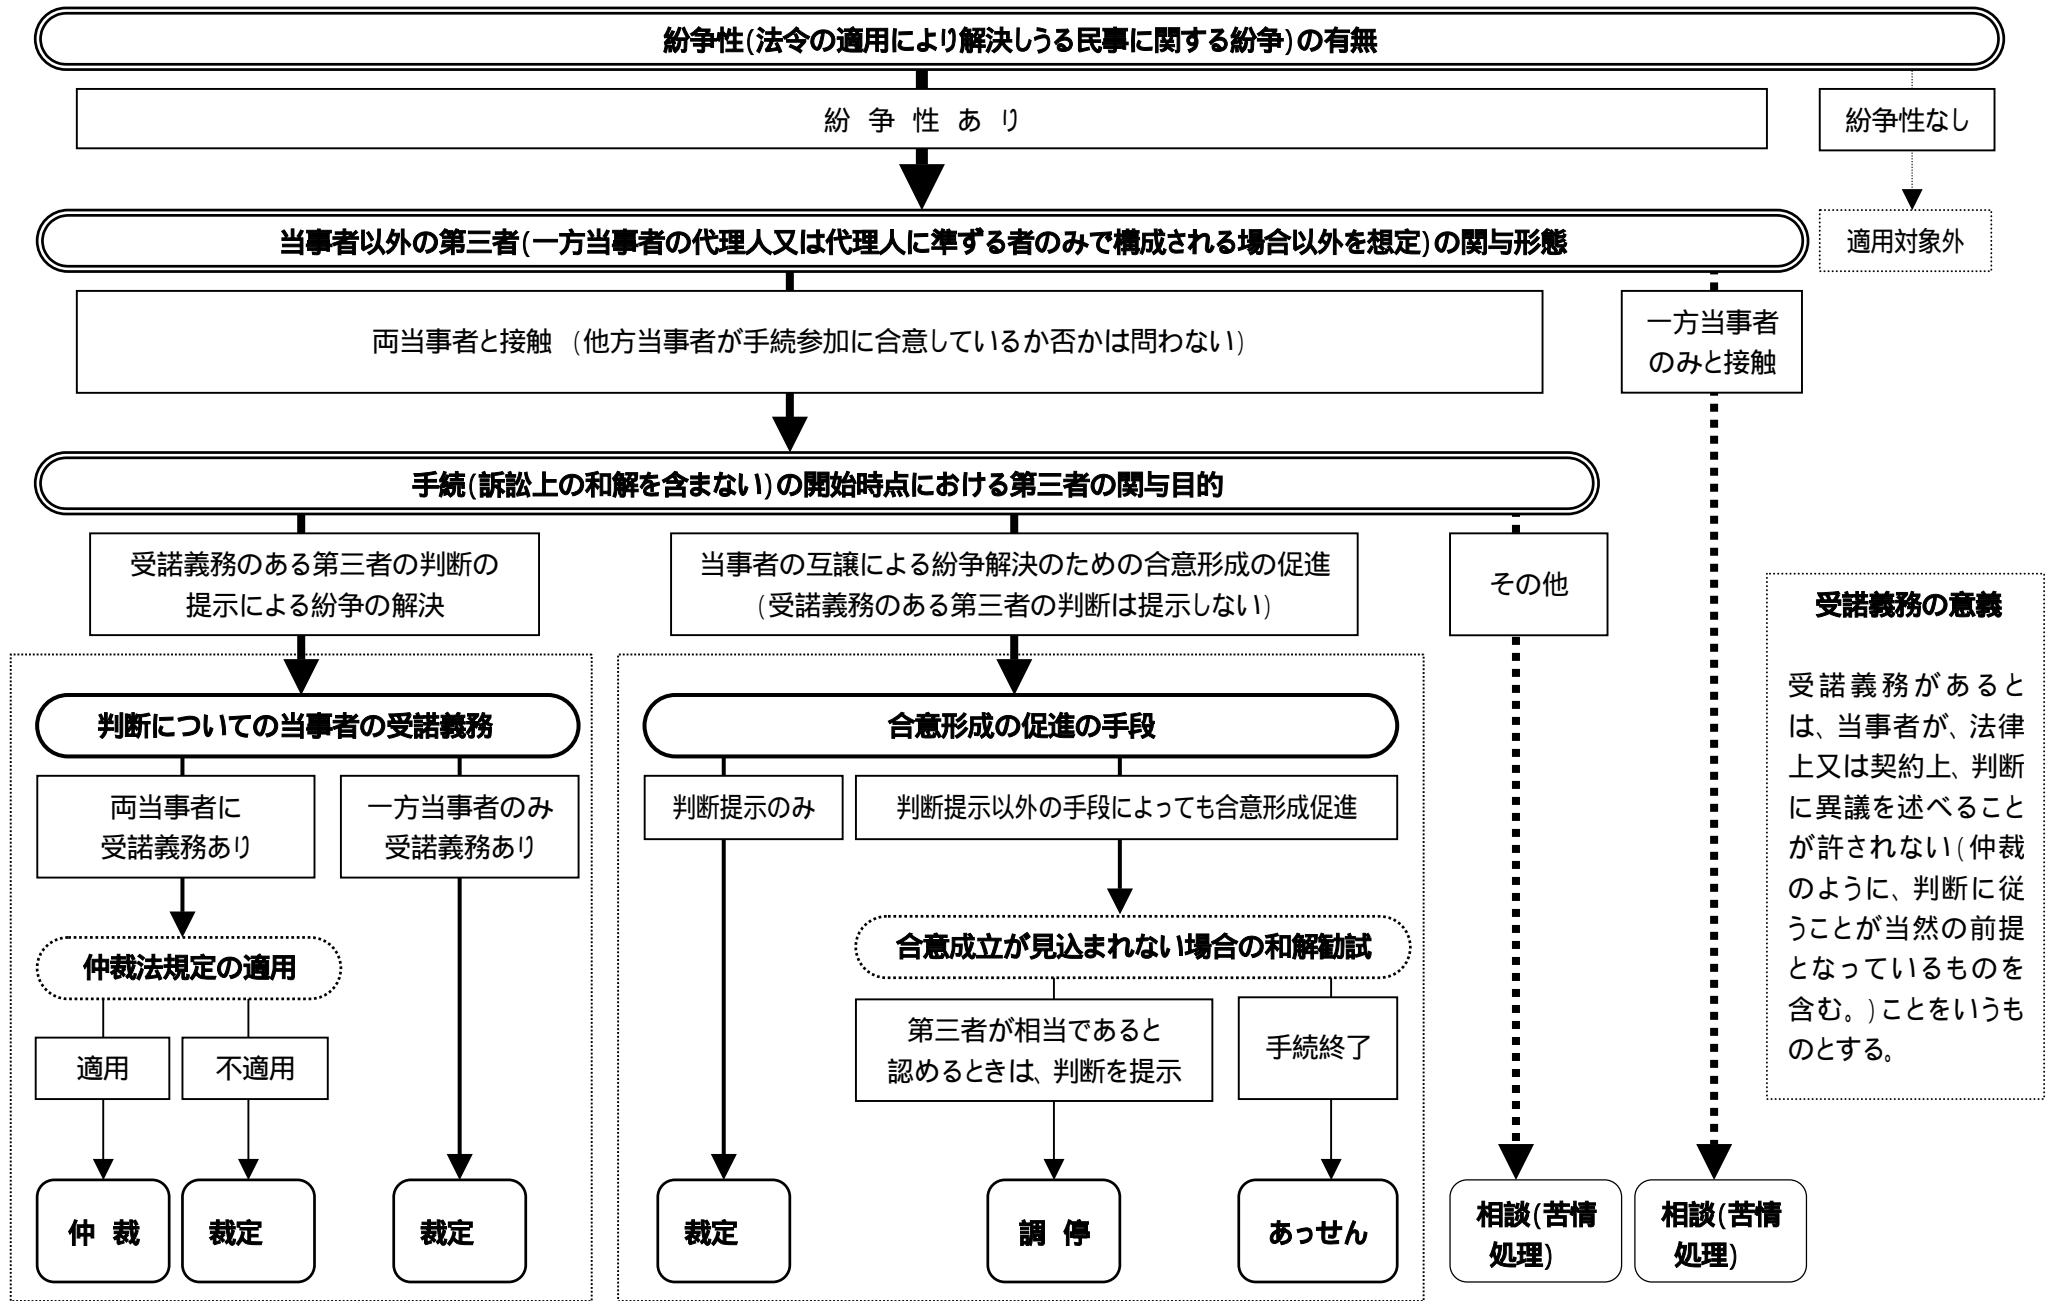 紛争性(法令の適用により解決しうる民事に関する紛争)の有無
紛 争 性 あ り
紛争性なし
当事者以外の第三者(一方当事者の代理人又は代理人に準ずる者のみで構成される場合以外を想定)の関与形態
適用対象外
両当事者と接触 (他方当事者が手続参加に合意しているか否かは問わない)
一方当事者
のみと接触
手続(訴訟上の和解を含まない)の開始時点における第三者の関与目的
受諾義務のある第三者の判断の
提示による紛争の解決
当事者の互譲による紛争解決のための合意形成の促進
(受諾義務のある第三者の判断は提示しない)
その他
判断についての当事者の受諾義務
両当事者に
受諾義務あり
一方当事者のみ
受諾義務あり
仲裁法規定の適用
適用
不適用
合意形成の促進の手段
判断提示のみ
判断提示以外の手段によっても合意形成促進
合意成立が見込まれない場合の和解勧試
第三者が相当であると
認めるときは、判断を提示
手続終了
仲 裁
裁定
裁定
裁定
調 停
あっせん
相談(苦情
処理)
相談(苦情
処理)
受諾義務の意義
受諾義務があると
は、当事者が、法律
上又は契約上、判断
に異議を述べること
が許されない(仲裁
のように、判断に従
うことが当然の前提
となっているものを
含む。)ことをいうも
のとする。